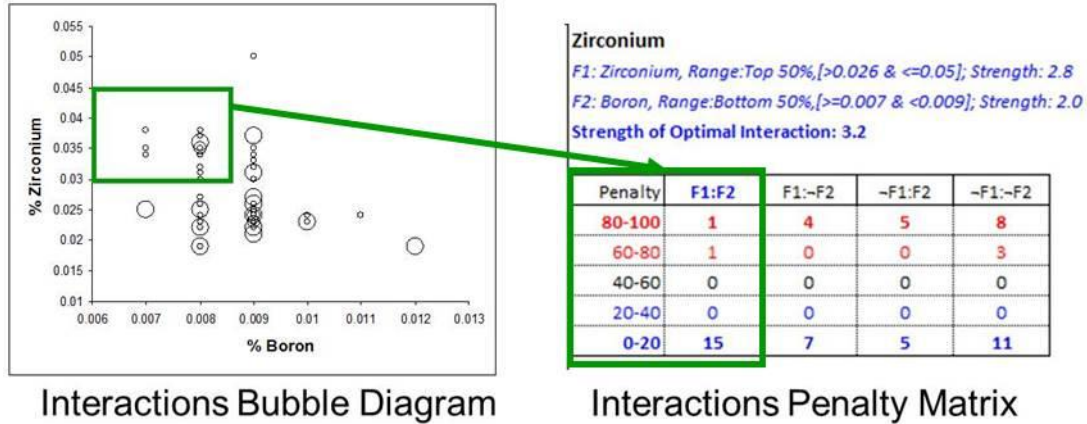 0.055
0.05
0.045
0.04
0.035
0.03
0.025
0.02
0.015
0.01
% Zirconium
0.006 0.007 0.008 0.009 0.01 0.011 0.012 0.013
% Boron
Interactions Bubble Diagram
Zirconium
F1: Zirconium, Range:Top 50%,[>0.026 & <=0.05]; Strength: 2.8
F2: Boron, Range:Bottom 50%,[>=0.007 & <0.009]; Strength: 2.0
Strength of Optimal Interaction: 3.2
Penalty F1:F2 F1:¬F2 ¬F1:F2 ¬F1:¬F2
80-100 1 4 5 8
60-80 1 0 0 3
40-60 0 0 0 0
20-40 0 0 0 0
0-20 15 7 5 11
Interactions Penalty Matrix